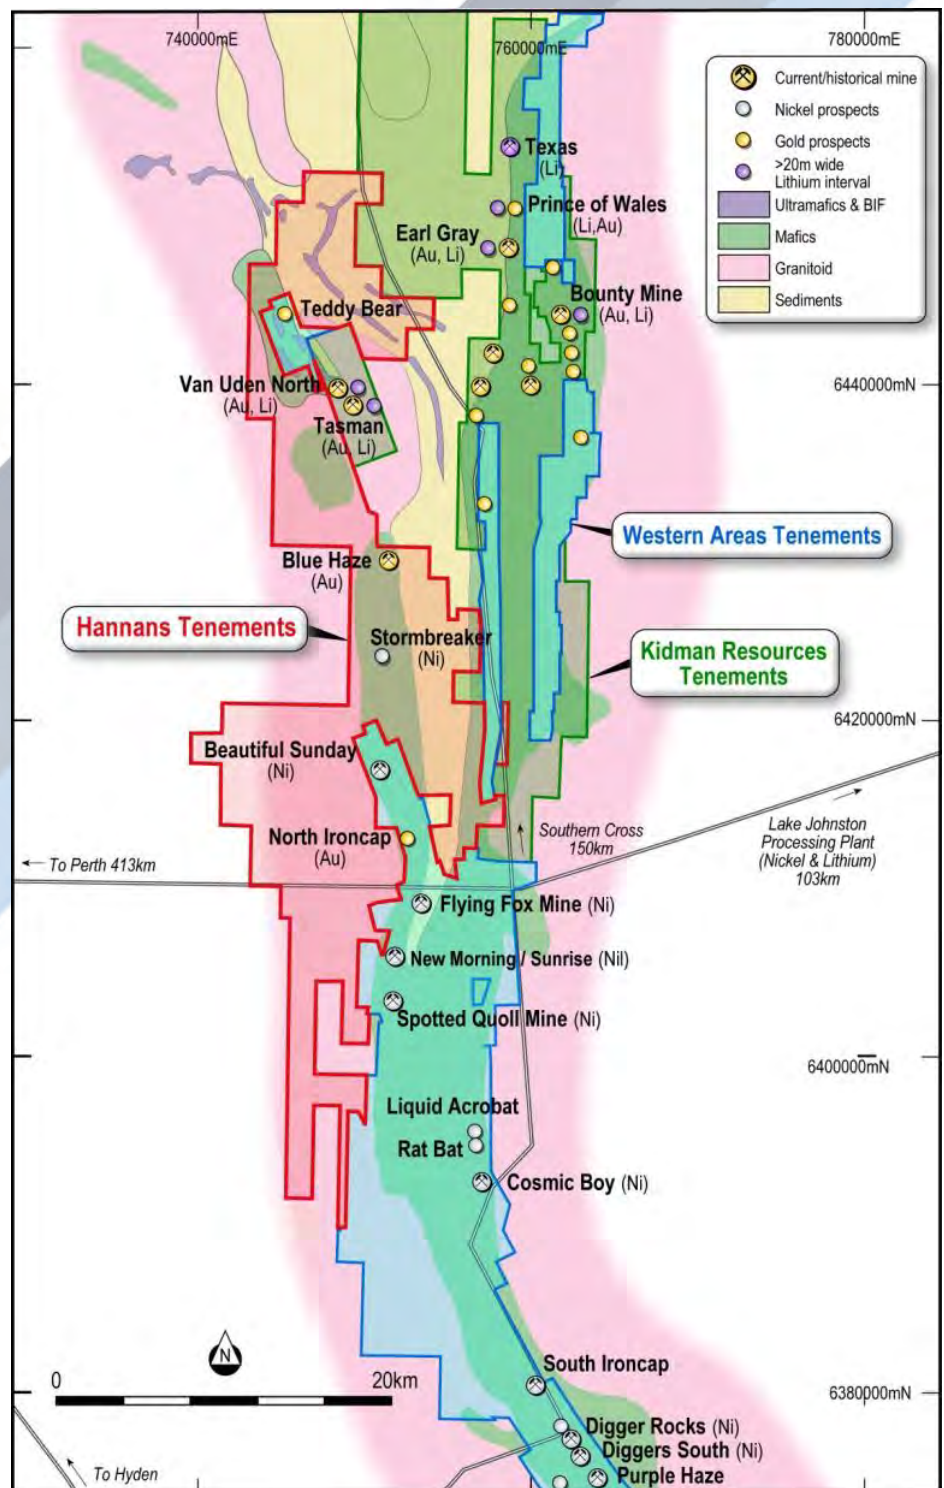 740000mE
760000mE
780000mE
Current/historical mine
Nickel prospects
Gold prospects
>20m wide
Lithium interval
Ultramafics & BIF
Mafics
Granitoid
Sediments
Texas
(Li)
Prince of Wales
(Li,Au)
Earl Gray
(Au, Li)
Bounty Mine
(Au, Li)
Teddy Bear
Van Uden North
(Au, Li)
6440000mN
Tasman
(Au, Li)
Western Areas Tenements
Blue Haze
(Au)
Hannans Tenements
Stormbreaker
(Ni)
Kidman Resources
Tenements
6420000mN
Beautiful Sunday
(Ni)
North Ironcap
(Au)
Southern Cross
150km
Lake Johnston
Processing Plant
(Nickel & Lithium)
103km
To Perth 413km
Flying Fox Mine (Ni)
New Morning / Sunrise (Nil)
Spotted Quoll Mine (Ni)
6400000mN
Liquid Acrobat
Rat Bat
Cosmic Boy (Ni)
N
0 20km
South Ironcap
6380000mN
Digger Rocks (Ni)
Diggers South (Ni)
Purple Haze
To Hyden